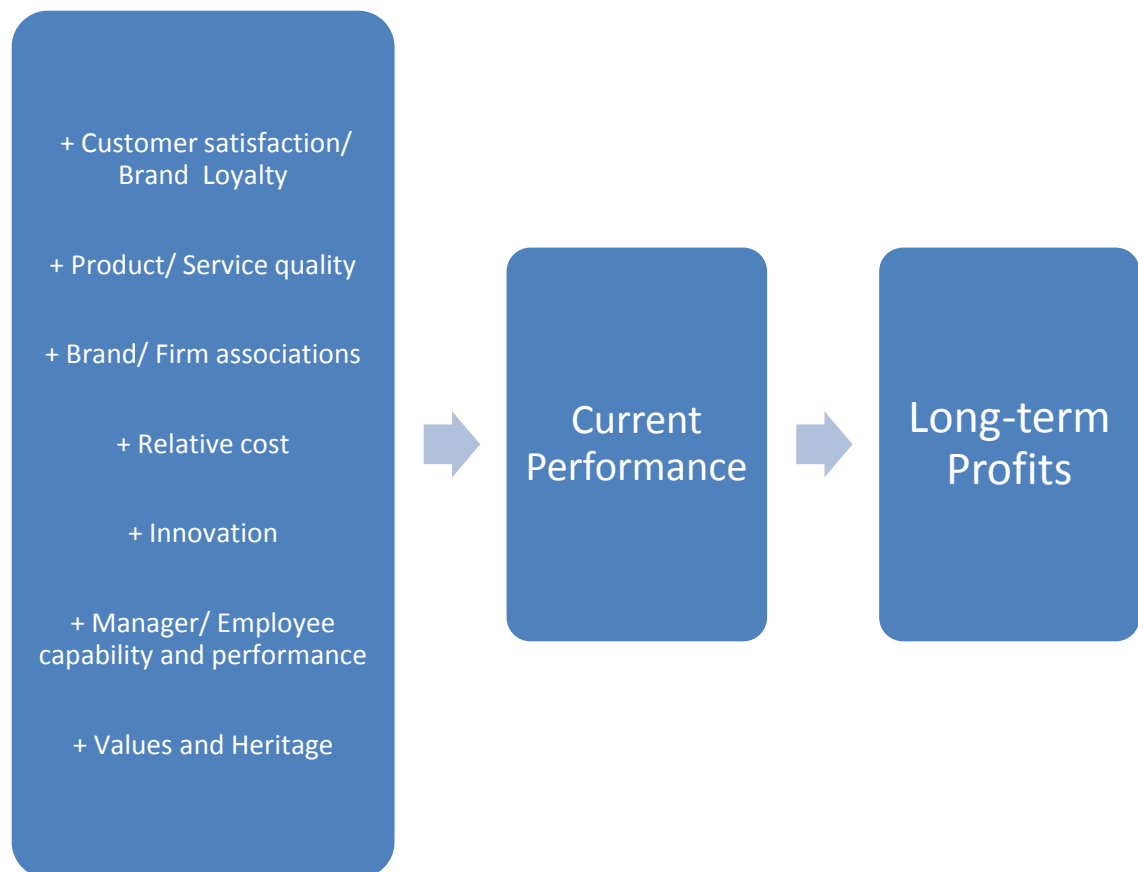 + Customer satisfaction/
Brand  Loyalty
+ Product/ Service quality
+ Brand/ Firm associations
+ Relative cost
+ Innovation
+ Manager/ Employee
capability and performance
+ Values and Heritage
Current
Performance
Long-term
Profits